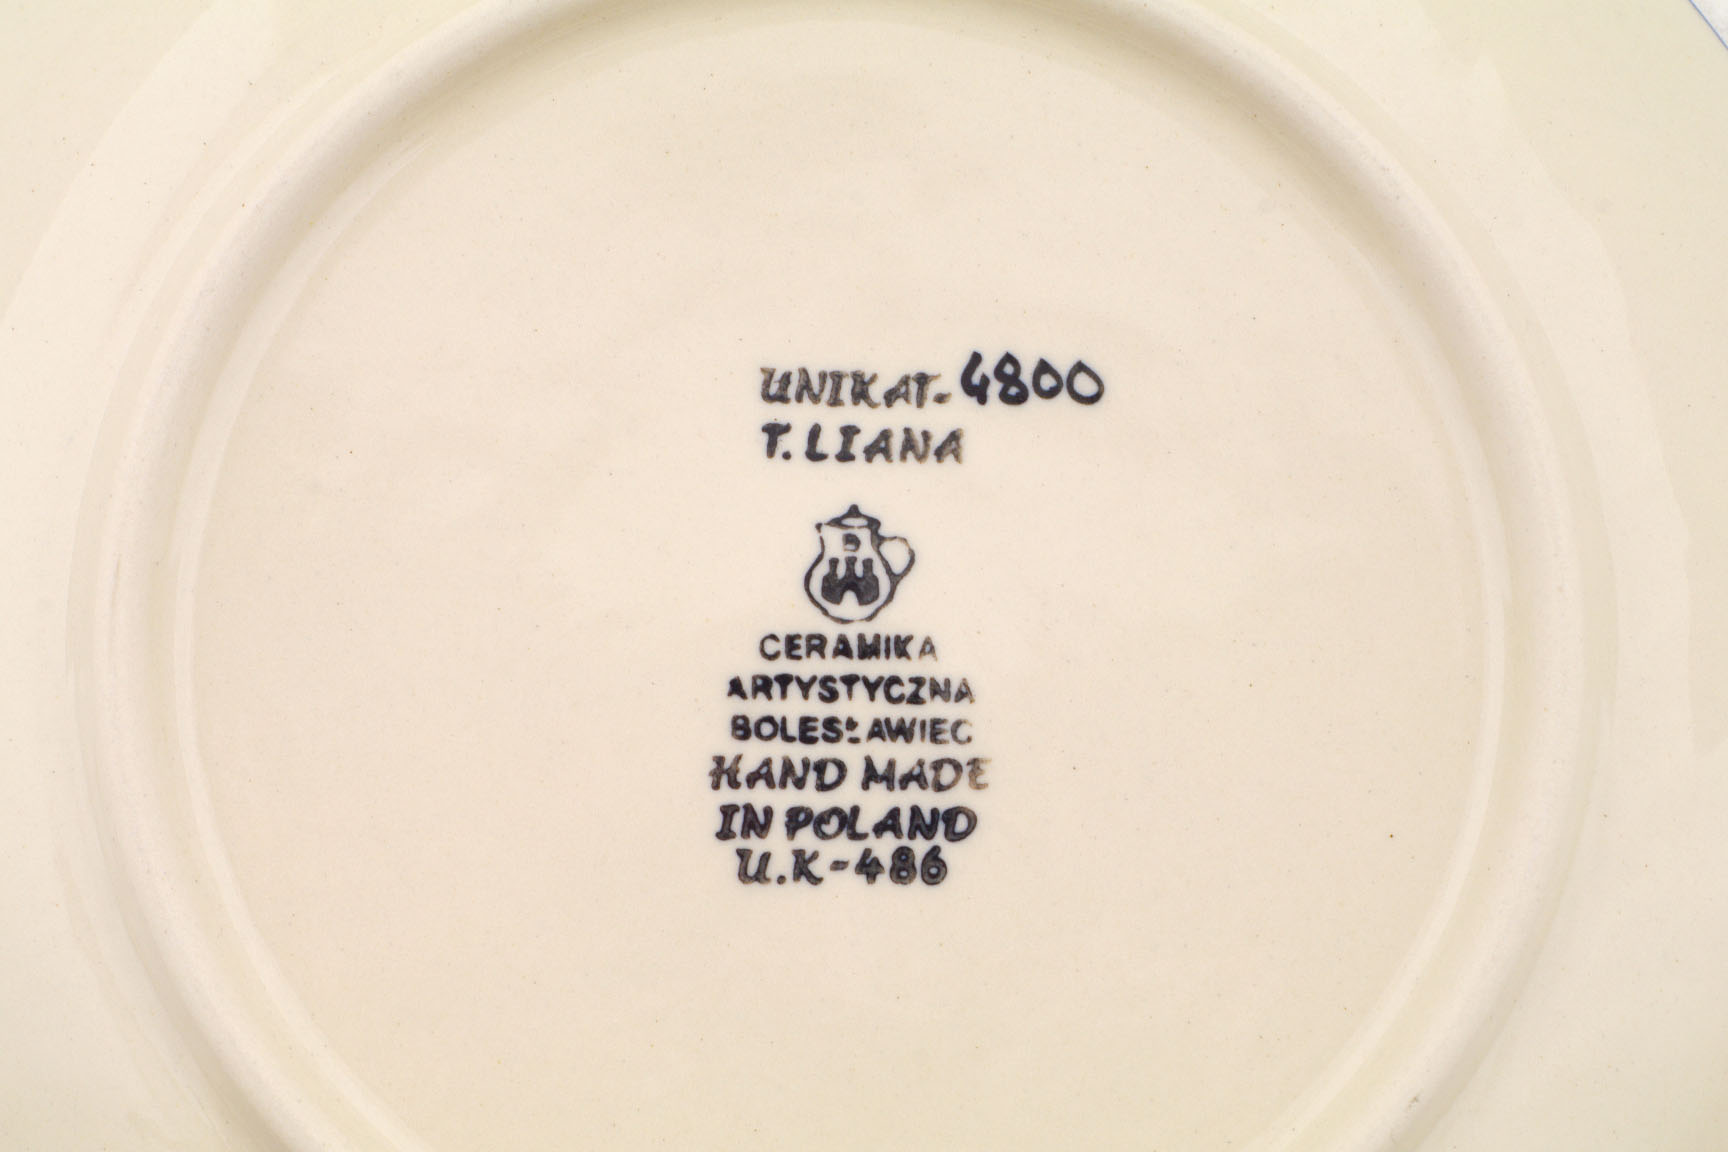 UNIKAT-4800
T. LIANA
B
CERAMIKA
ARTYSTYCZNA
BOLESŁAWIEC
HAND MADE
IN POLAND
U.K-486